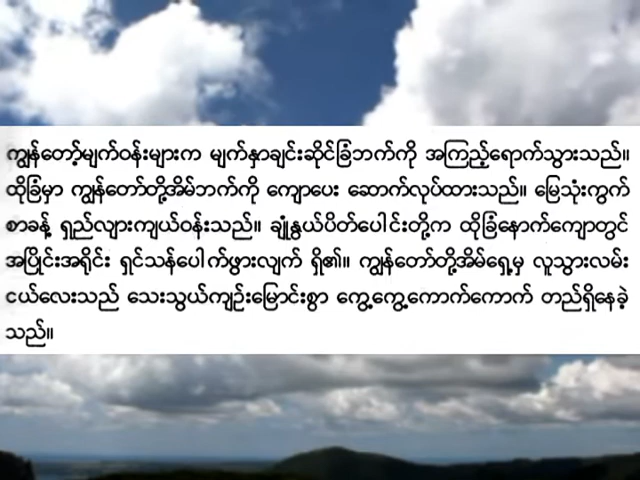 ကျွန်တော့်မျက်ဝန်းများက မျက်နှာချင်းဆိုင်ခြံဘက်ကို အကြည့်ရောက်သွားသည်။
ထိုခြံမှာ ကျွန်တော်တို့အိမ်ဘက်ကို ကျောပေး ဆောက်လုပ်ထားသည်။ မြေသုံးကွက်
စာခန့် ရှည်လျားကျယ်ဝန်းသည်။ ချုံနွယ်ပိတ်ပေါင်းတို့က ထိုခြံနောက်ကျောတွင်
အပြိုင်းအရိုင်း ရှင်သန်ပေါက်ဖွားလျက် ရှိ၏။ ကျွန်တော်တို့အိမ်ရှေ့မှ လူသွားလမ်း
ငယ်လေးသည် သေးသွယ်ကျဉ်းမြောင်းစွာ ကွေ့ကွေ့ကောက်ကောက် တည်ရှိနေခဲ့
သည်။